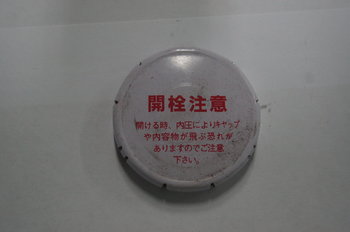 開栓注意
開ける時、内圧によりキャップ
や内容物が飛ぶ恐れが
ありますのでご注意
下さい。